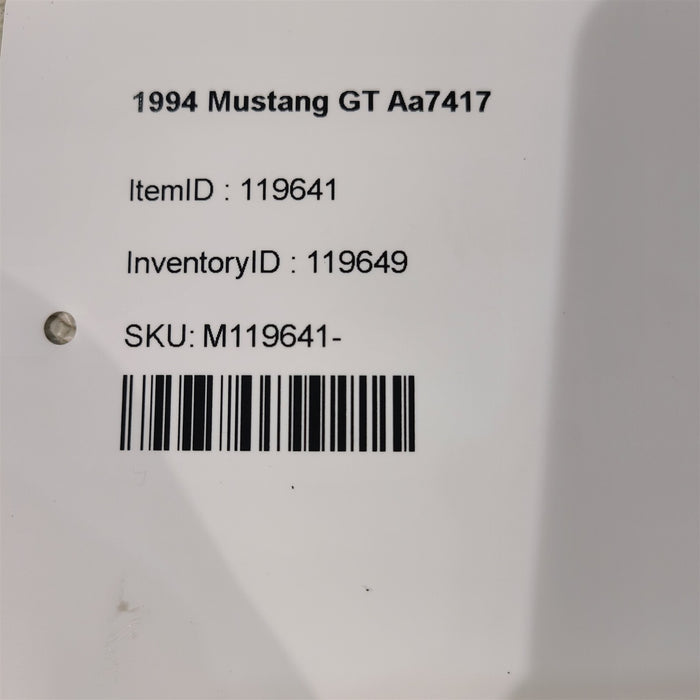 1994 Mustang GT Aa7417
ItemID : 119641
InventoryID : 119649
SKU: M119641-